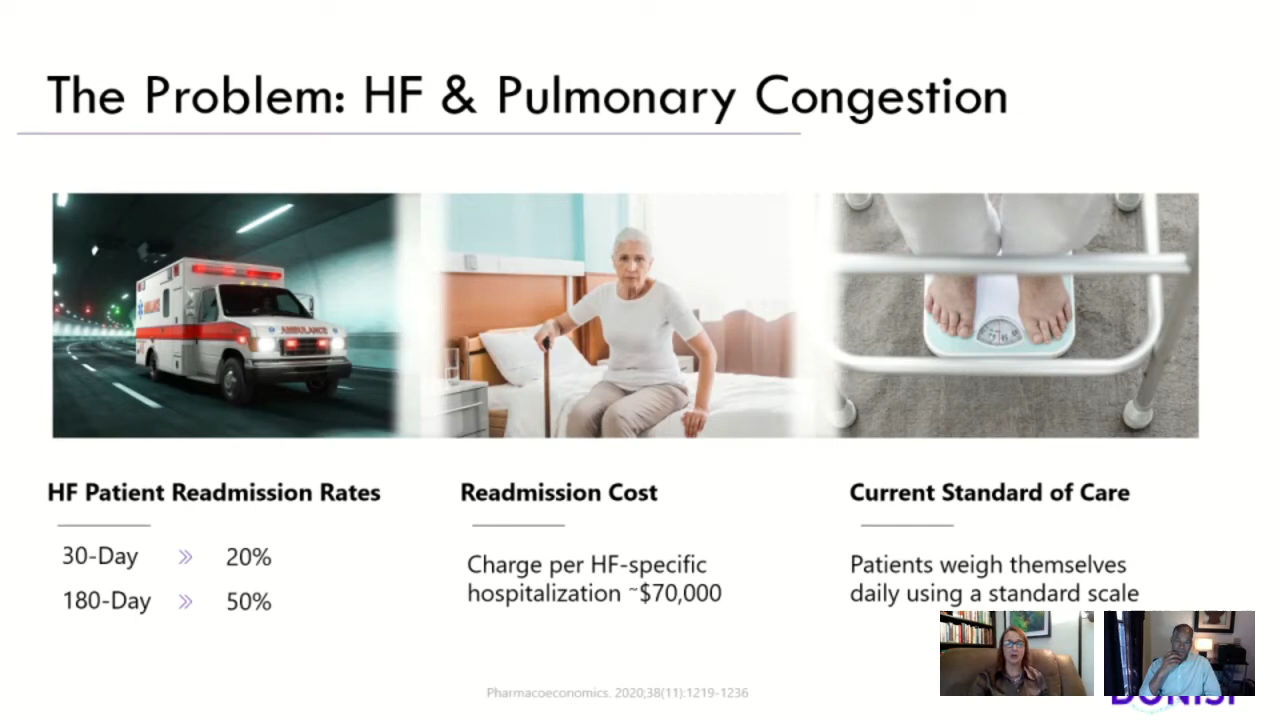 The Problem: HF & Pulmonary Congestion
AMBULANCE
HF Patient Readmission Rates
30-Day » 20%
180-Day » 50%
Readmission Cost
Charge per HF-specific
hospitalization ~$70,000
Current Standard of Care
Patients weigh themselves
daily using a standard scale
Pharmacoeconomics. 2020;38(11):1219-1236